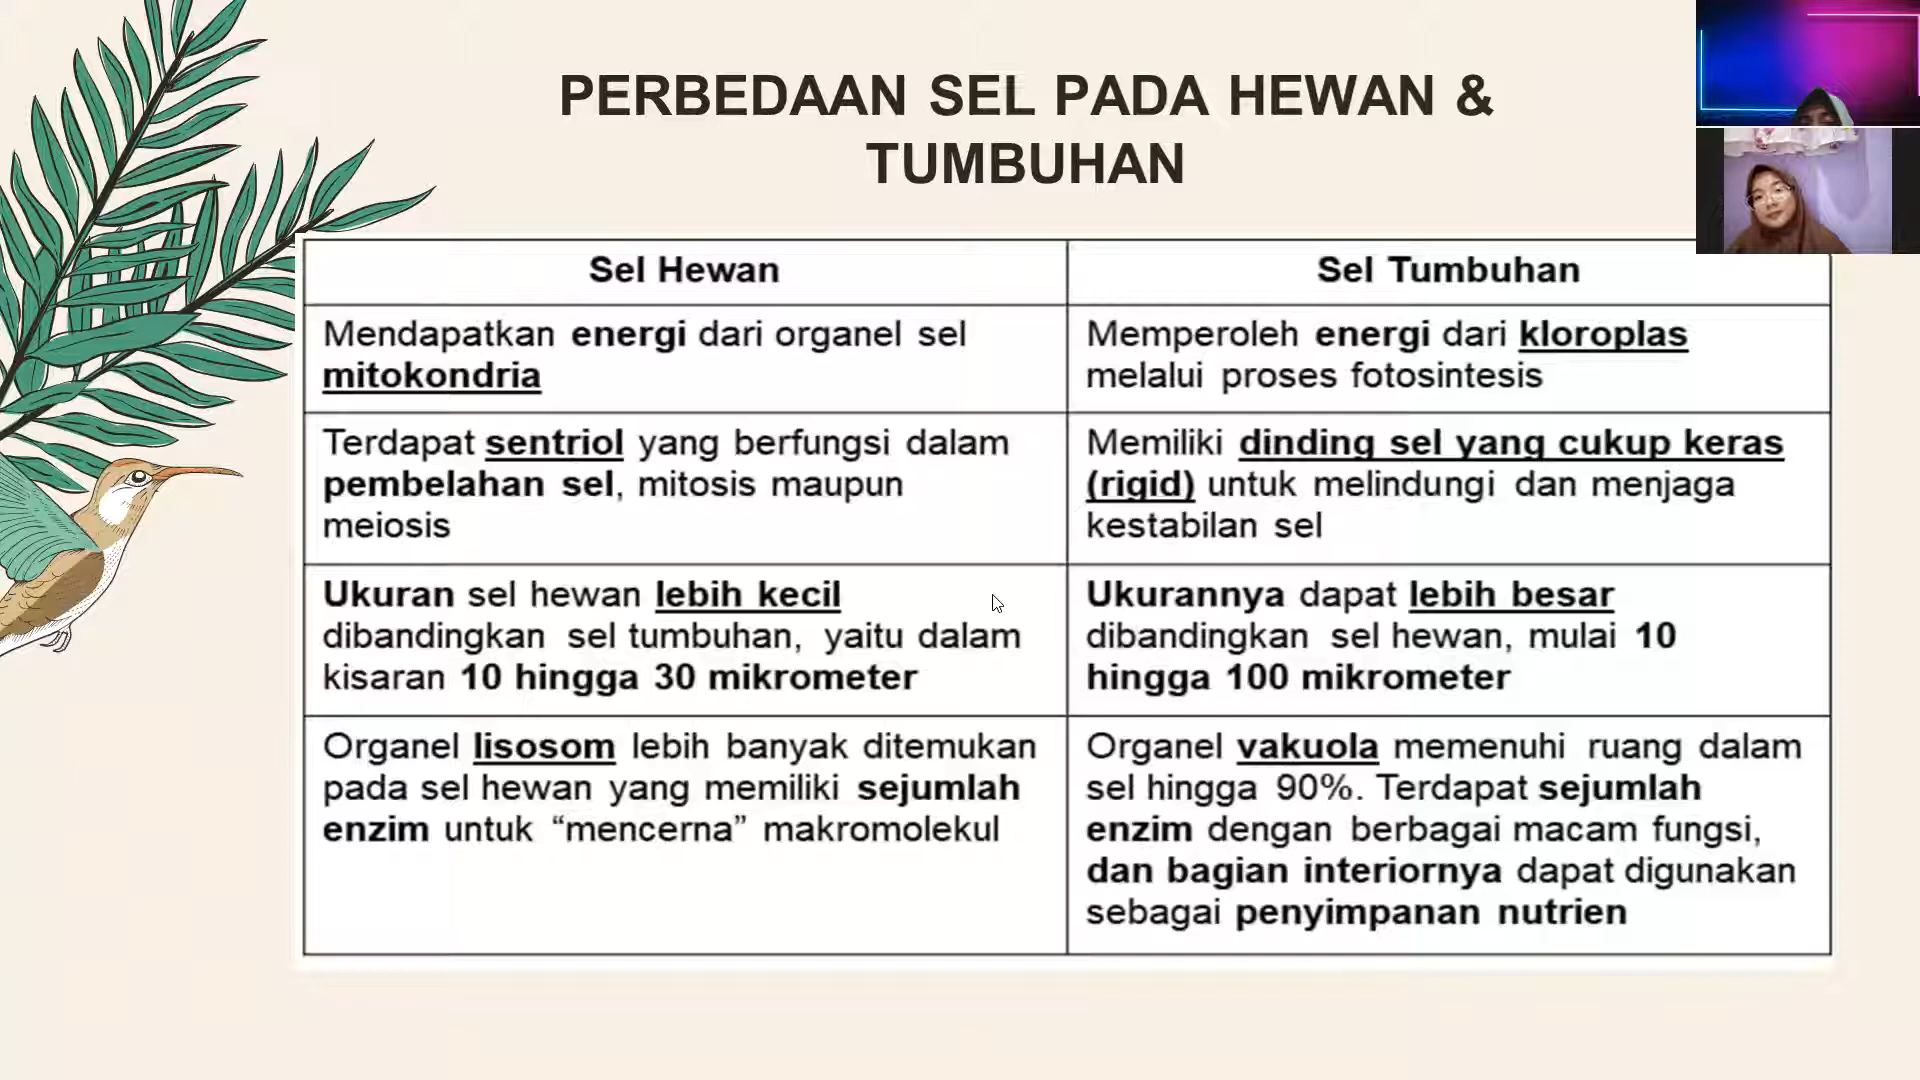 PERBEDAAN SEL PADA HEWAN &
TUMBUHAN
Sel Hewan
Sel Tumbuhan
Mendapatkan energi dari organel sel
mitokondria
Memperoleh energi dari kloroplas
melalui proses fotosintesis
Terdapat sentriol yang berfungsi dalam
pembelahan sel, mitosis maupun
meiosis
Memiliki dinding sel yang cukup keras
(rigid) untuk melindungi dan menjaga
kestabilan sel
Ukuran sel hewan lebih kecil
dibandingkan sel tumbuhan, yaitu dalam
kisaran 10 hingga 30 mikrometer
Ukurannya dapat lebih besar
dibandingkan sel hewan, mulai 10
hingga 100 mikrometer
Organel lisosom lebih banyak ditemukan
pada sel hewan yang memiliki sejumlah
enzim untuk “mencerna” makromolekul
Organel vakuola memenuhi ruang dalam
sel hingga 90%. Terdapat sejumlah
enzim dengan berbagai macam fungsi,
dan bagian interiornya dapat digunakan
sebagai penyimpanan nutrien